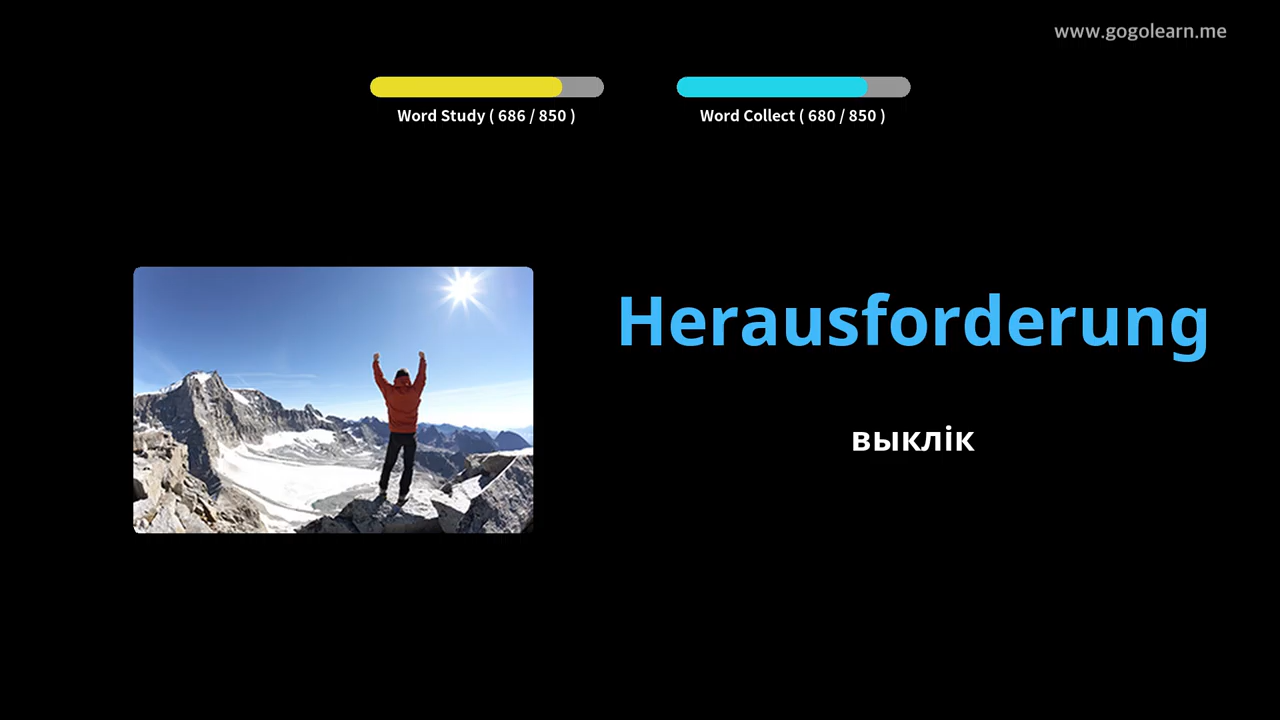 www.gogolearn.me
Word Study ( 686 / 850 )
Word Collect ( 680 / 850 )
Herausforderung
выклік